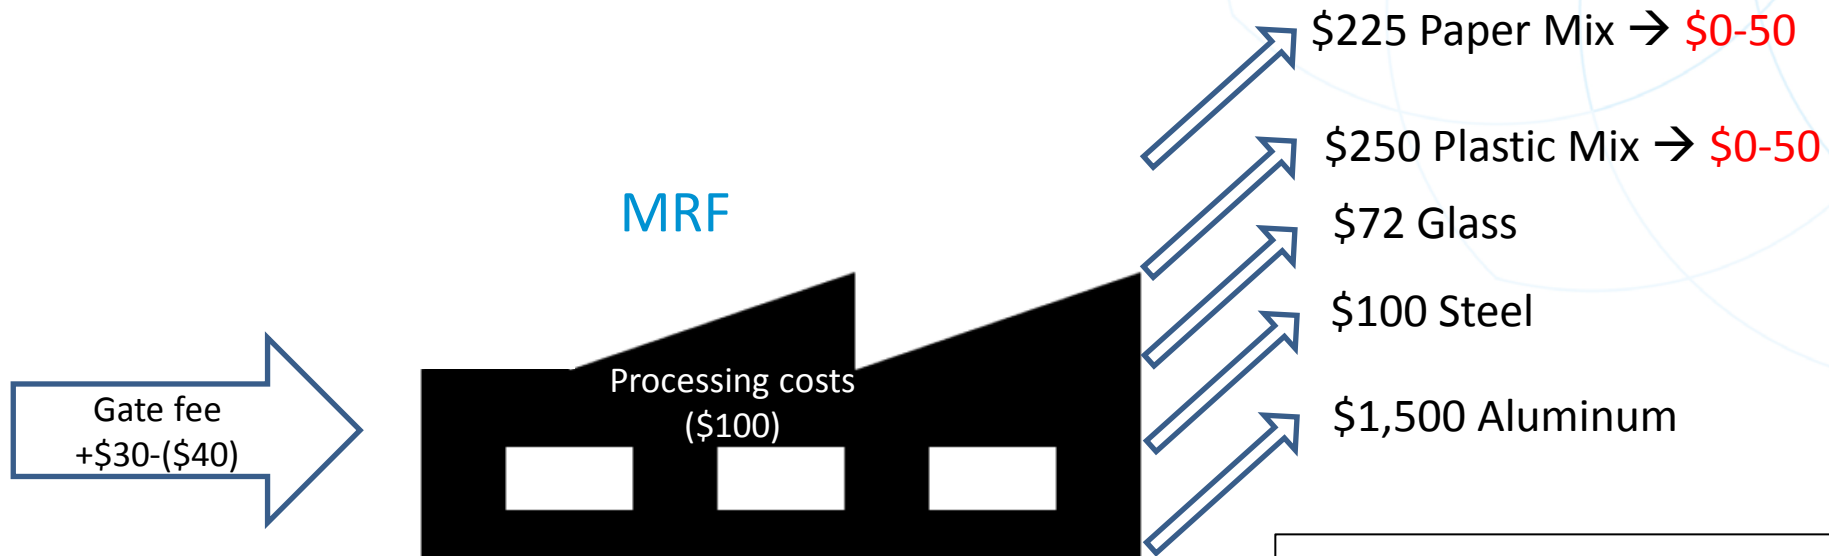 $225 Paper Mix → $0-50
$250 Plastic Mix → $0-50
MRF
$72 Glass
$100 Steel
Processing costs
($100)
Gate fee
+$30-($40)
$1,500 Aluminum